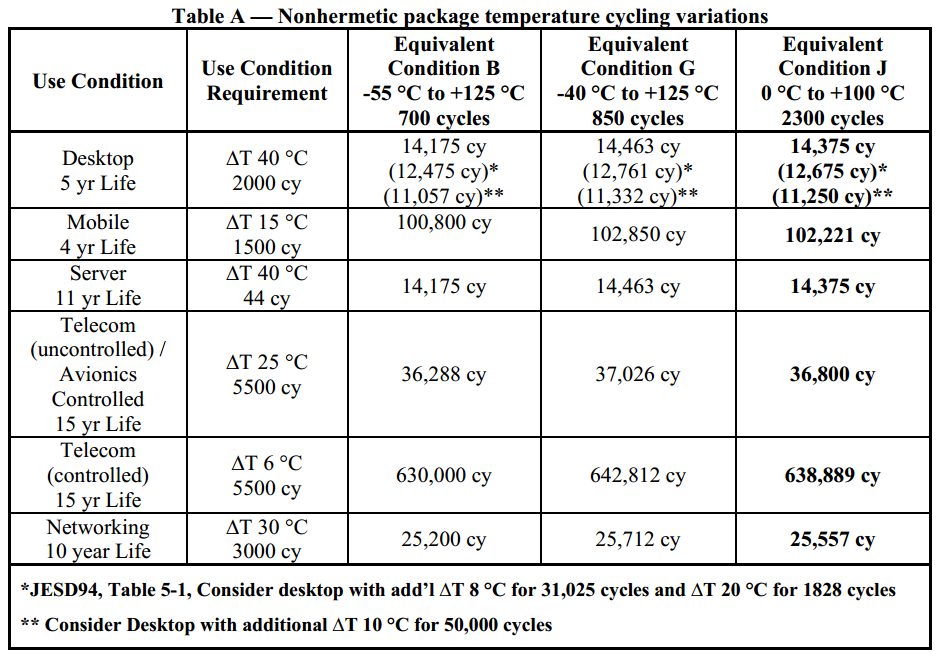 Table A — Nonhermetic package temperature cycling variations
Use Condition
Use Condition
Requirement
Equivalent
Condition B
-55 °C to +125 °C
700 cycles
Equivalent
Condition G
-40 °C to +125 °C
850 cycles
Equivalent
Condition J
0 °C to +100 °C
2300 cycles
Desktop
5 yr Life
ΔT 40 °C
2000 cy
14,175 cy
(12,475 cy)*
(11,057 cy)**
14,463 cy
(12,761 cy)*
(11,332 cy)**
14,375 cy
(12,675 cy)*
(11,250 cy)**
Mobile
4 yr Life
ΔT 15 °C
1500 cy
100,800 cy
102,850 cy
102,221 cy
Server
11 yr Life
ΔT 40 °C
44 cy
14,175 cy
14,463 cy
14,375 cy
Telecom
(uncontrolled) /
Avionics
Controlled
15 yr Life
ΔT 25 °C
5500 cy
36,288 cy
37,026 cy
36,800 cy
Telecom
(controlled)
15 yr Life
ΔT 6 °C
5500 cy
630,000 cy
642,812 cy
638,889 cy
Networking
10 year Life
ΔT 30 °C
3000 cy
25,200 cy
25,712 cy
25,557 cy
*JESD94, Table 5-1, Consider desktop with add’l ΔT 8 °C for 31,025 cycles and ΔT 20 °C for 1828 cycles
** Consider Desktop with additional ΔT 10 °C for 50,000 cycles